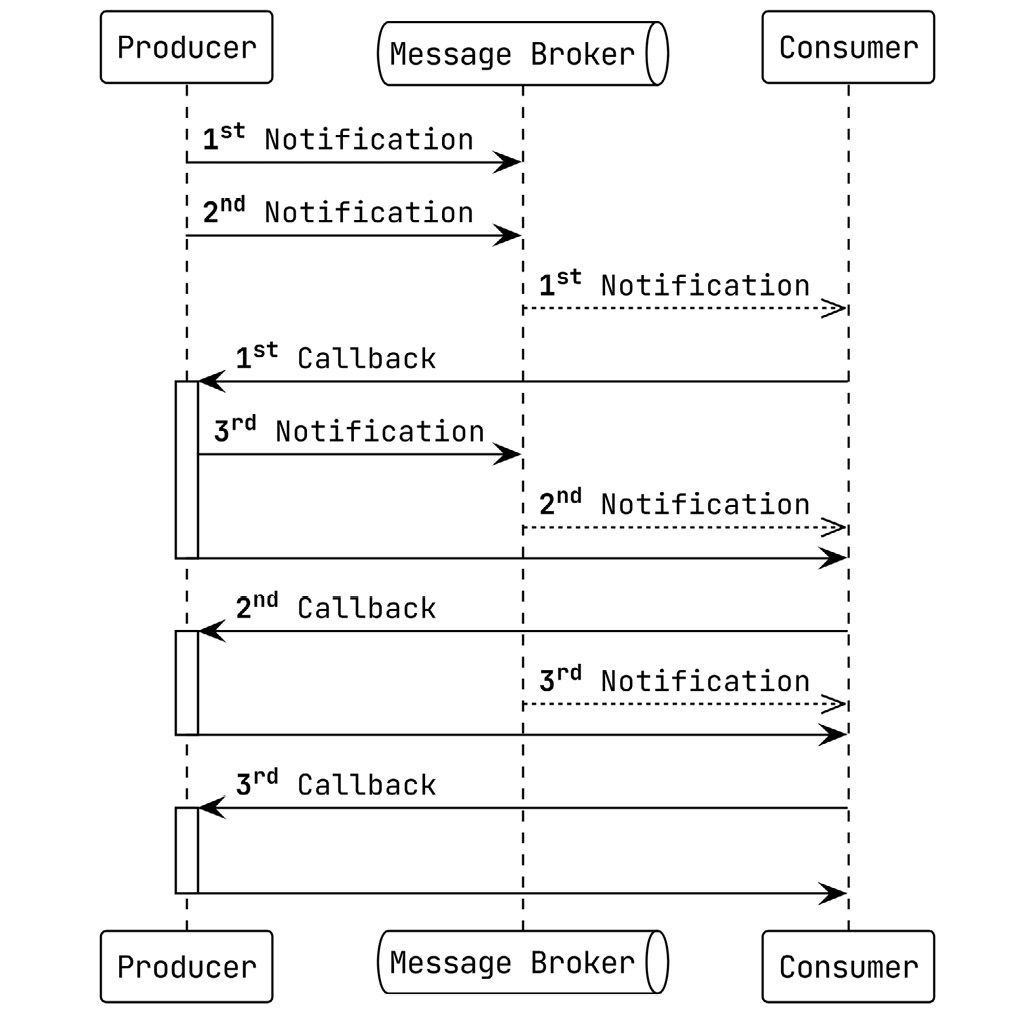 Producer
Message Broker
Consumer
1st Notification
2nd Notification
1st Notification
1st Callback
3rd Notification
2nd Notification
2nd Callback
3rd Notification
3rd Callback
Producer
Message Broker
Consumer